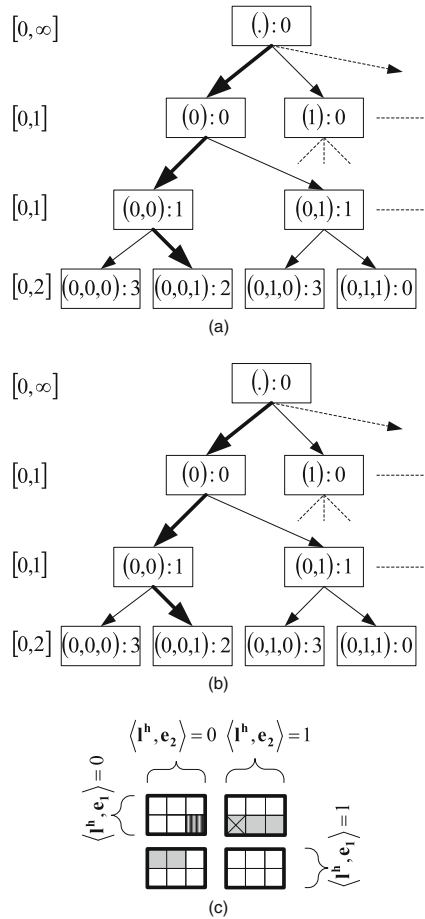 [0,∞] (.):0
[0,1] (0):0 (1):0
[0,1] (0,0):1 (0,1):1
[0,2] (0,0,0):3 (0,0,1):2 (0,1,0):3 (0,1,1):0
(a)
[0,∞] (.):0
[0,1] (0):0 (1):0
[0,1] (0,0):1 (0,1):1
[0,2] (0,0,0):3 (0,0,1):2 (0,1,0):3 (0,1,1):0
(b)
⟨l^h,e_2⟩=0 ⟨l^h,e_2⟩=1
⟨l^h,e_1⟩=0
⟨l^h,e_1⟩=1
(c)